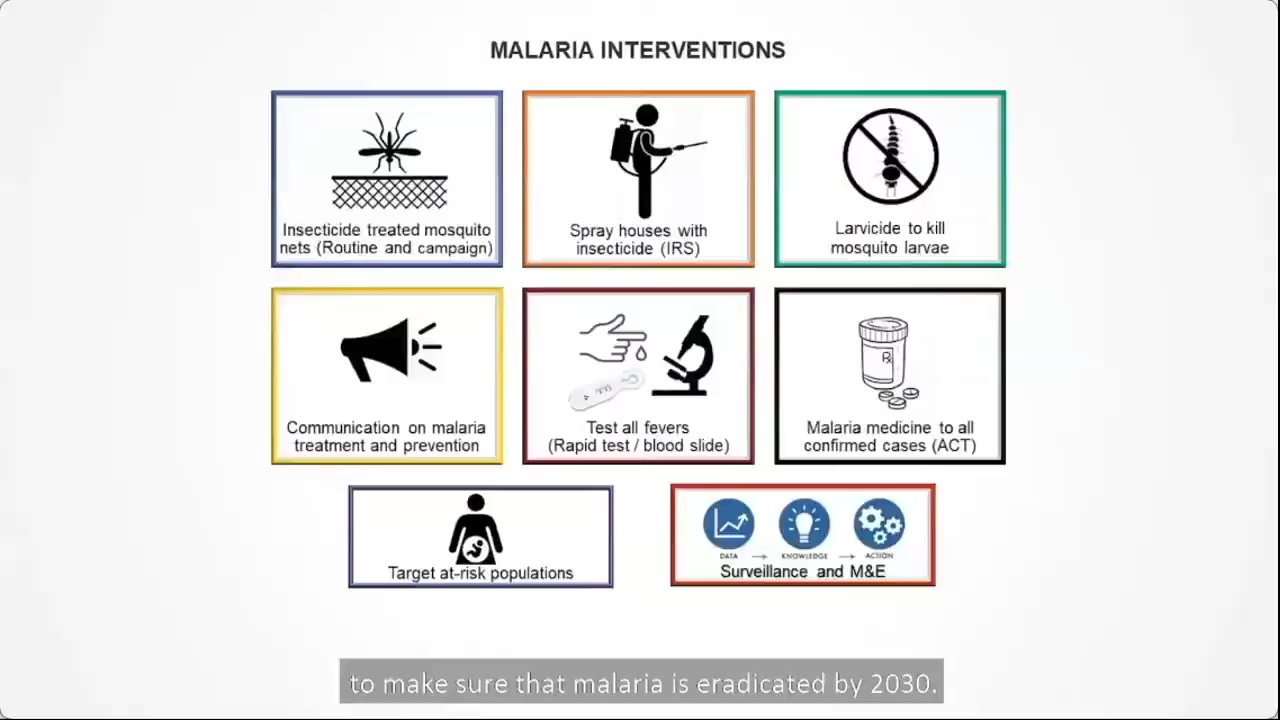 MALARIA INTERVENTIONS
Insecticide treated mosquito
nets (Routine and campaign)
Spray houses with
insecticide (IRS)
Larvicide to kill
mosquito larvae
Communication on malaria
treatment and prevention
Test all fevers
(Rapid test / blood slide)
Rx
Malaria medicine to all
confirmed cases (ACT)
Target at-risk populations
DATA → KNOWLEDGE → ACTION
Surveillance and M&E
to make sure that malaria is eradicated by 2030.